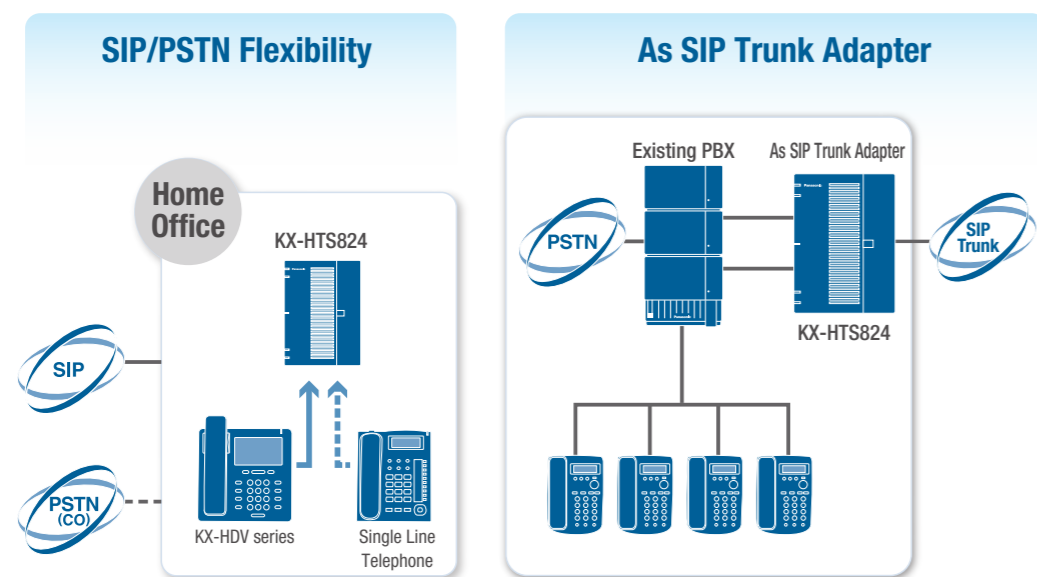 SIP/PSTN Flexibility
Home
Office
KX-HTS824
SIP
PSTN
(CO)
KX-HDV series
Single Line
Telephone
As SIP Trunk Adapter
Existing PBX
As SIP Trunk Adapter
PSTN
SIP
Trunk
KX-HTS824